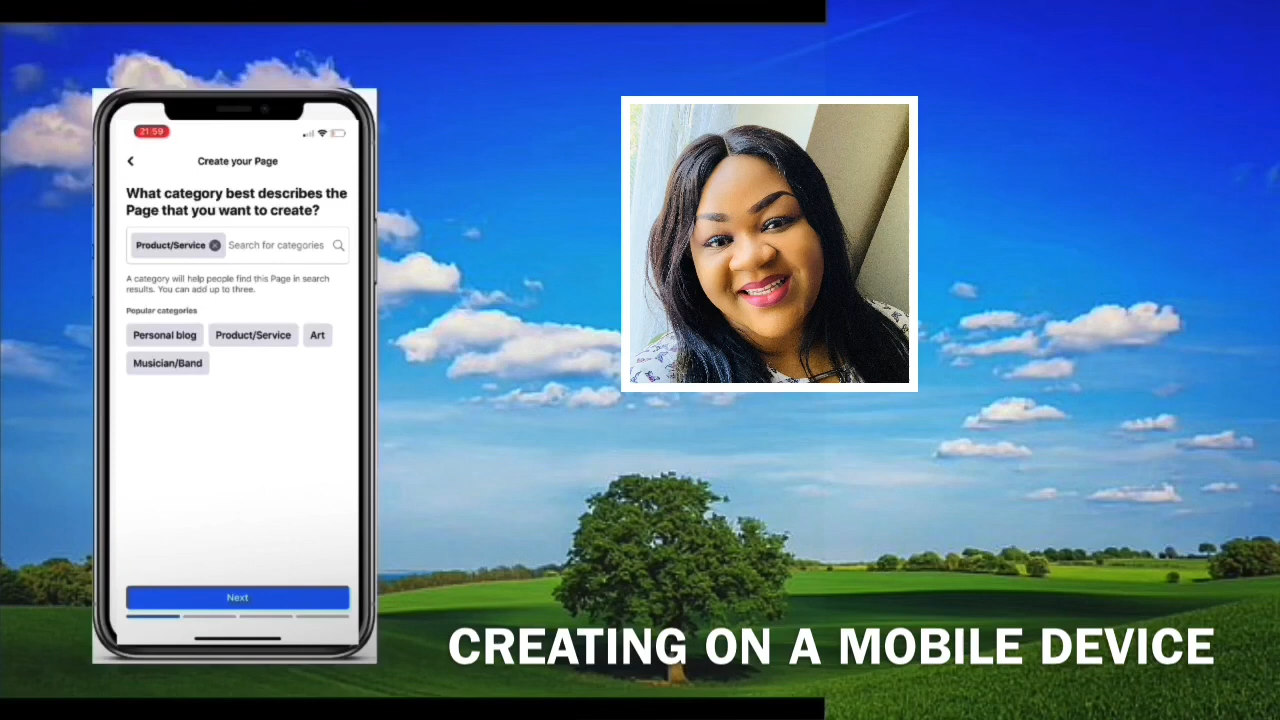 21:59
Create your Page
What category best describes the
Page that you want to create?
Product/Service Search for categories
A category will help people find this Page in search
results. You can add up to three.
Popular categories
Personal blog Product/Service Art
Musician/Band
Next
CREATING ON A MOBILE DEVICE